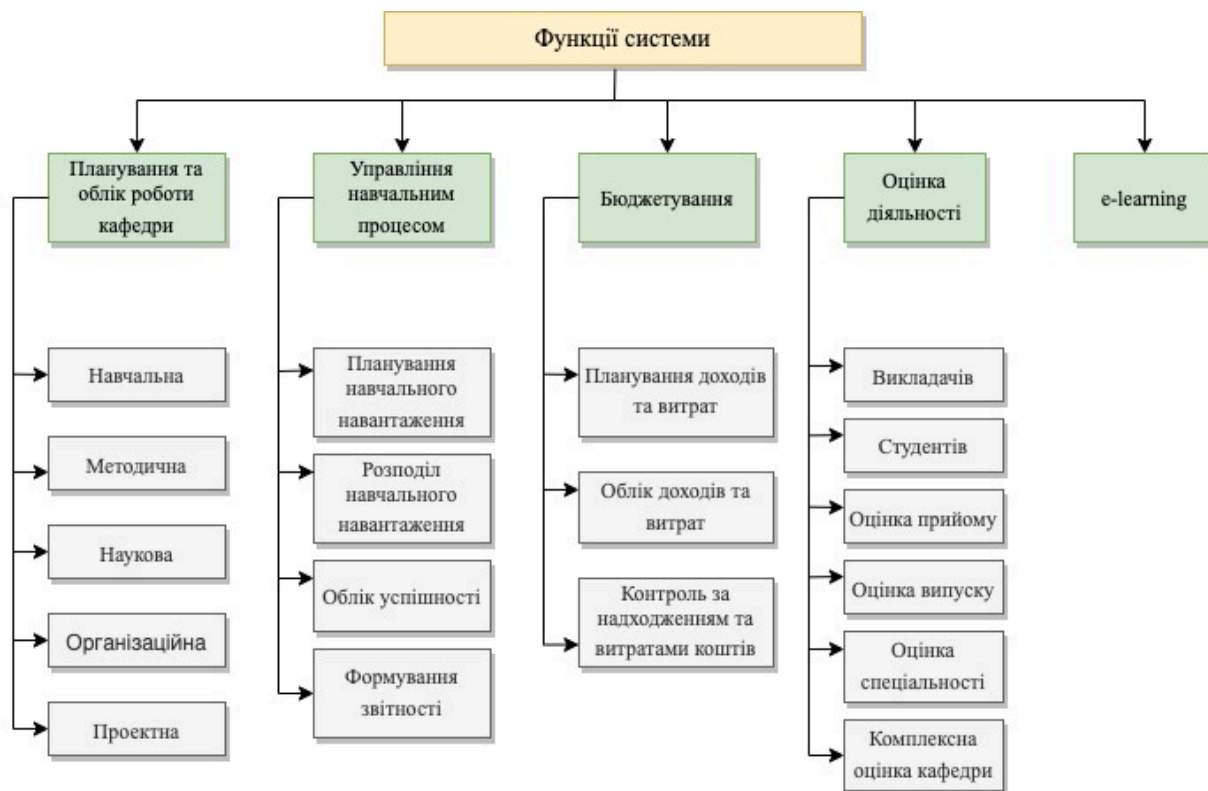 Функції системи
Планування та
облік роботи
кафедри
Управління
навчальним
процесом
Бюджетування
Оцінка
діяльності
e-learning
Навчальна
Методична
Наукова
Організаційна
Проектна
Планування
навчального
навантаження
Розподіл
навчального
навантаження
Облік успішності
Формування
звітності
Планування доходів
та витрат
Облік доходів та
витрат
Контроль за
надходженням та
витратами коштів
Викладачів
Студентів
Оцінка прийому
Оцінка випуску
Оцінка
спеціальності
Комплексна
оцінка кафедри